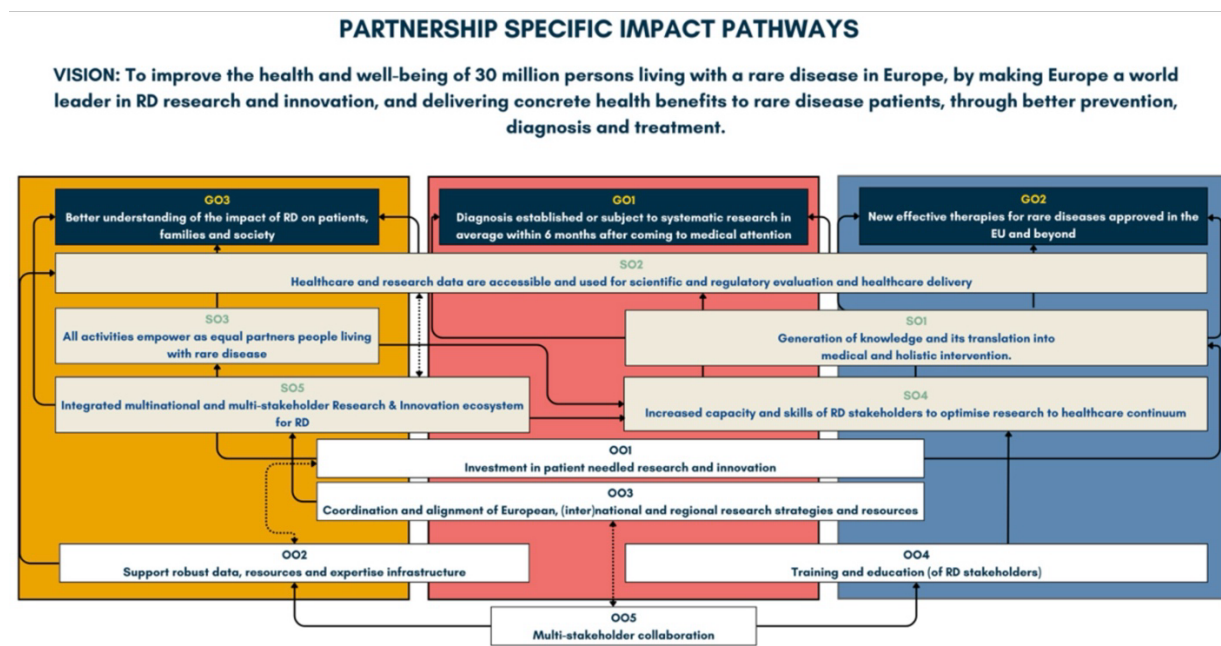 PARTNERSHIP SPECIFIC IMPACT PATHWAYS
VISION: To improve the health and well-being of 30 million persons living with a rare disease in Europe, by making Europe a world
leader in RD research and innovation, and delivering concrete health benefits to rare disease patients, through better prevention,
diagnosis and treatment.
GO3
Better understanding of the impact of RD on patients,
families and society
GO1
Diagnosis established or subject to systematic research in
average within 6 months after coming to medical attention
GO2
New effective therapies for rare diseases approved in the
EU and beyond
SO2
Healthcare and research data are accessible and used for scientific and regulatory evaluation and healthcare delivery
SO3
All activities empower as equal partners people living
with rare disease
SO1
Generation of knowledge and its translation into
medical and holistic intervention.
SO5
Integrated multinational and multi-stakeholder Research & Innovation ecosystem
for RD
SO4
Increased capacity and skills of RD stakeholders to optimise research to healthcare continuum
OO1
Investment in patient needled research and innovation
OO3
Coordination and alignment of European, (inter)national and regional research strategies and resources
OO2
Support robust data, resources and expertise infrastructure
OO4
Training and education (of RD stakeholders)
OO5
Multi-stakeholder collaboration